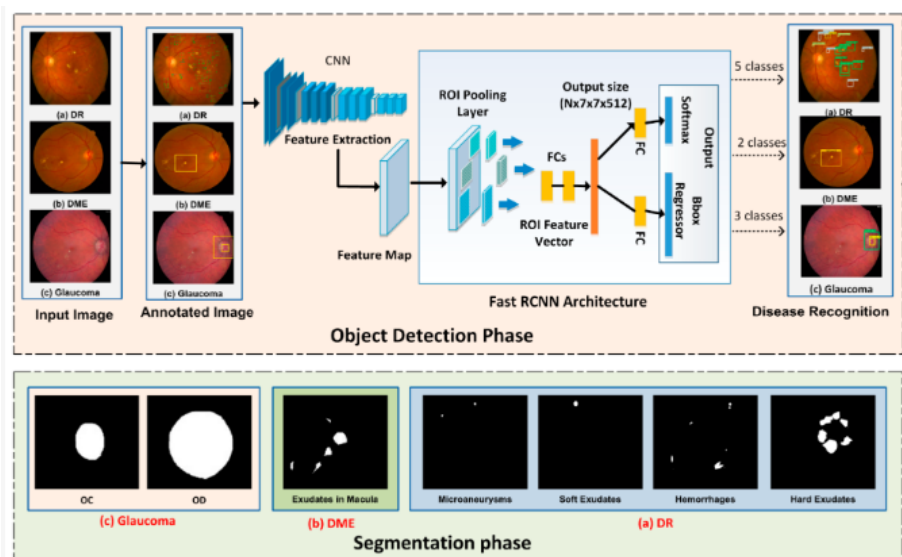 (a) DR
(b) DME
(c) Glaucoma
Input Image
(a) DR
(b) DME
(c) Glaucoma
Annotated Image
CNN
Feature Extraction
Feature Map
ROI Pooling
Layer
FCs
ROI Feature
Vector
Output size
(Nx7x7x512)
FC
FC
Softmax
Output
Bbox
Regressor
Fast RCNN Architecture
5 classes
2 classes
3 classes
(a) DR
(b) DME
(c) Glaucoma
Disease Recognition
Object Detection Phase
OC
OD
(c) Glaucoma
Exudates in Macula
(b) DME
Microaneurysms
Soft Exudates
Hemorrhages
Hard Exudates
(a) DR
Segmentation phase